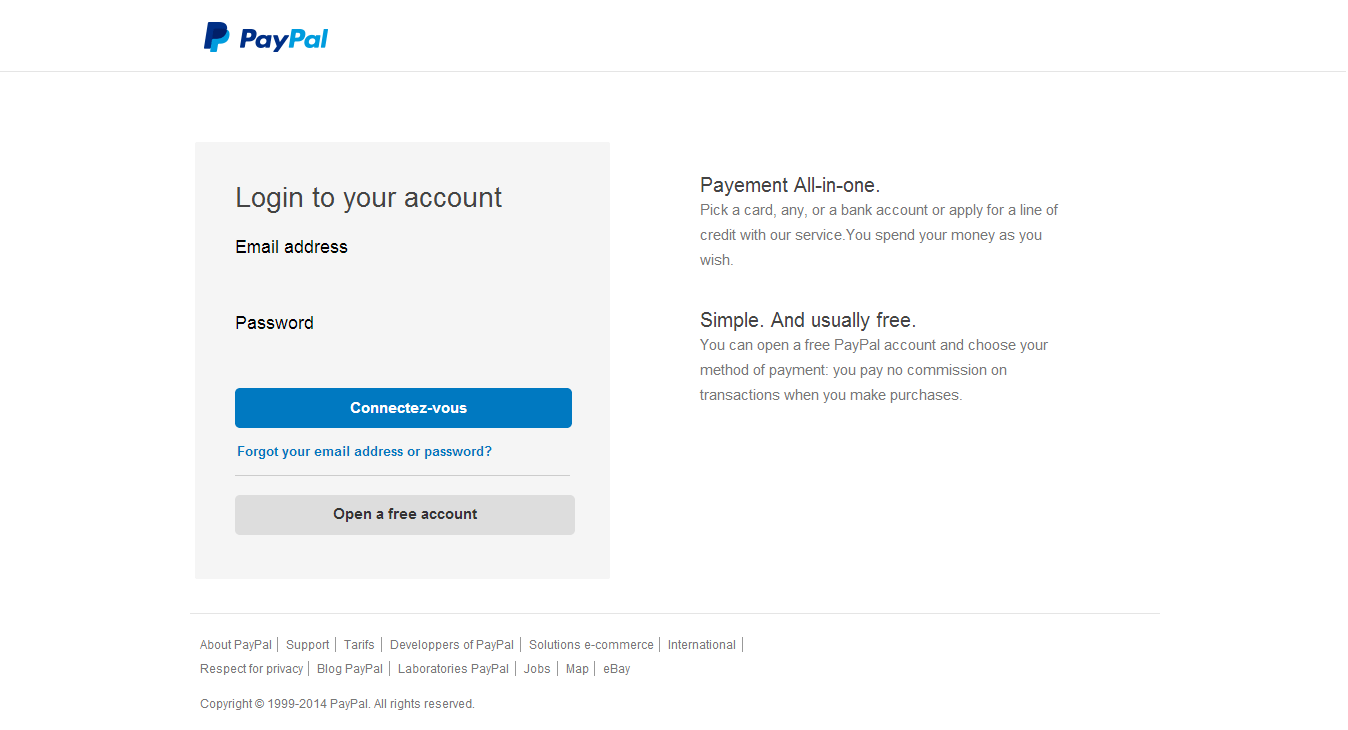 PayPal
Login to your account
Email address
Password
Connectez-vous
Forgot your email address or password?
Open a free account
Payement All-in-one.
Pick a card, any, or a bank account or apply for a line of
credit with our service.You spend your money as you
wish.
Simple. And usually free.
You can open a free PayPal account and choose your
method of payment: you pay no commission on
transactions when you make purchases.
About PayPal | Support | Tarifs | Developpers of PayPal | Solutions e-commerce | International |
Respect for privacy | Blog PayPal | Laboratories PayPal | Jobs | Map | eBay
Copyright © 1999-2014 PayPal. All rights reserved.